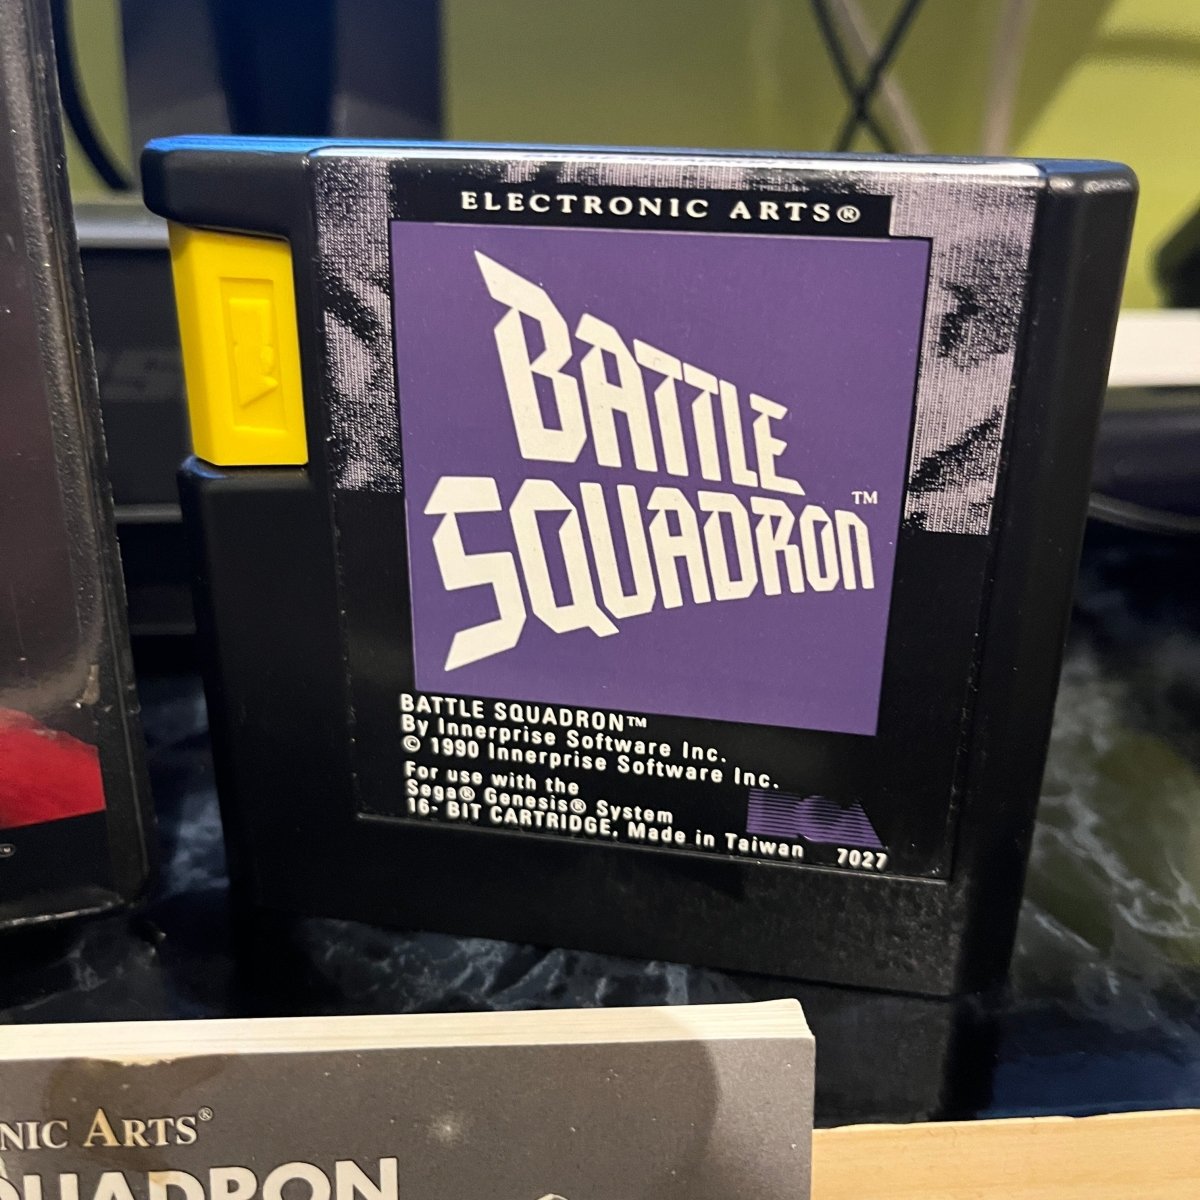 ELECTRONIC ARTS®
BATTLE
SQUADRON™
BATTLE SQUADRON™
By Innerprise Software Inc.
© 1990 Innerprise Software Inc.
For use with the
Sega® Genesis® System
16- BIT CARTRIDGE, Made in Taiwan 7027
NIC ARTS®
QUADRON